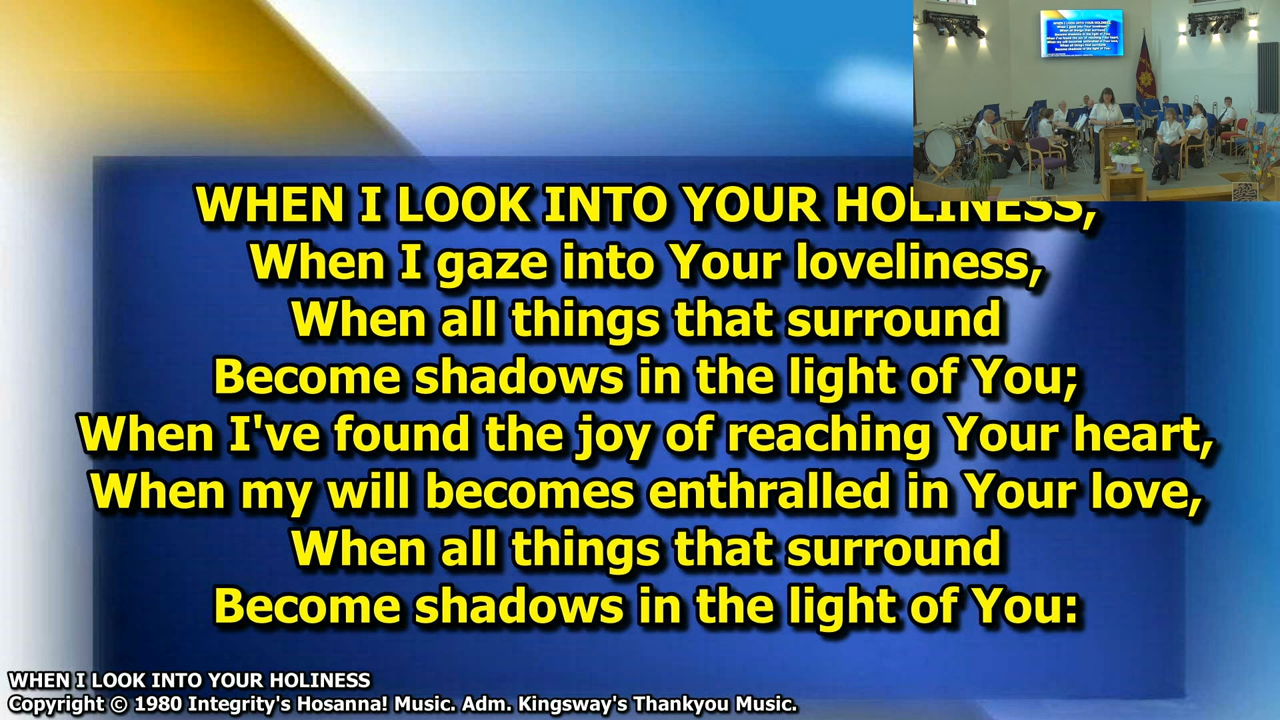 WHEN I LOOK INTO YOUR HOLINESS,
When I gaze into Your loveliness,
When all things that surround
Become shadows in the light of You;
When I've found the joy of reaching Your heart,
When my will becomes enthralled in Your love,
When all things that surround
Become shadows in the light of You:
WHEN I LOOK INTO YOUR HOLINESS
Copyright © 1980 Integrity's Hosanna! Music. Adm. Kingsway's Thankyou Music.